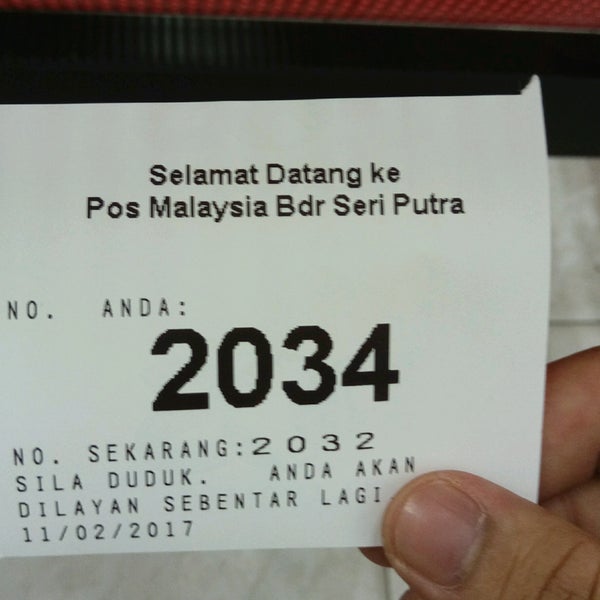 Selamat Datang ke
Pos Malaysia Bdr Seri Putra
NO. ANDA:
2034
NO. SEKARANG:2032
SILA DUDUK. ANDA AKAN
DILAYAN SEBENTAR LAGI
11/02/2017